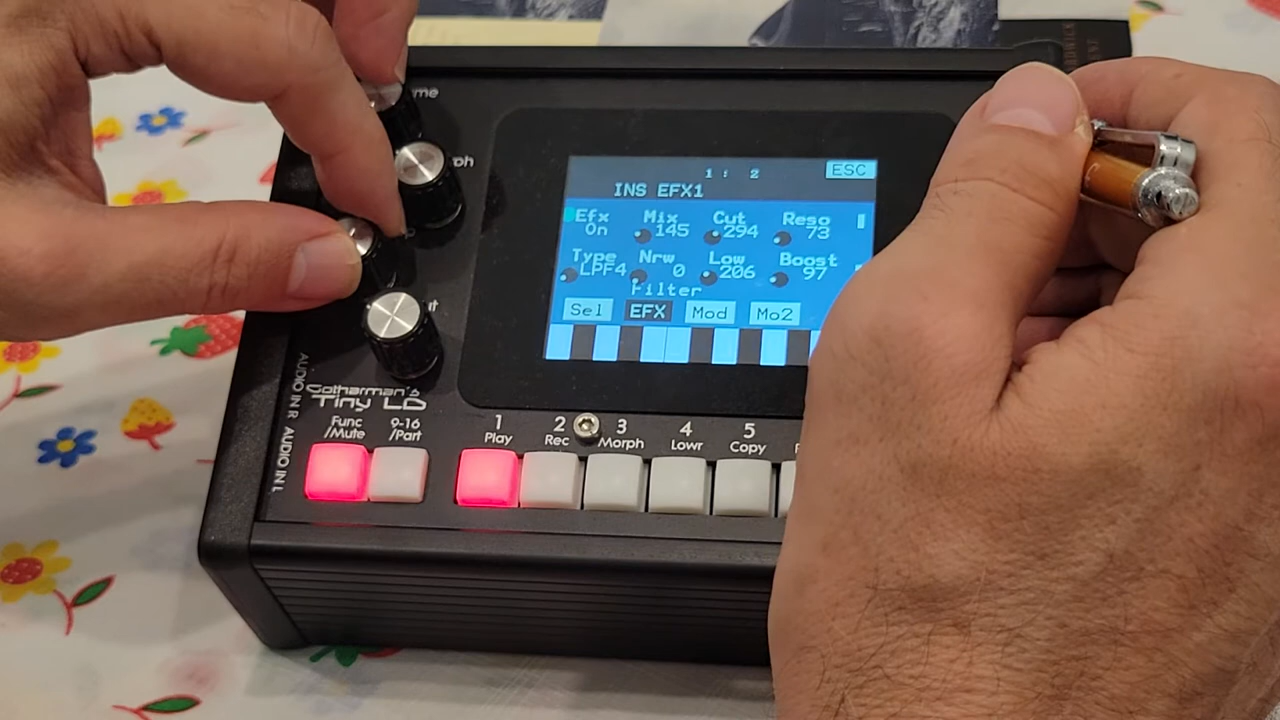 me
ph
1: 2
ESC
INS EFX1
Efx Mix Cut Reso
On 145 294 73
Type Nrw Low Boost
LPF4 0 206 97
Filter
Sel EFX Mod Mo2
AUDIO IN R AUDIO IN L
Gotharman's
Tiny LD
Func 9-16
/Mute /Part
1 2 3 4 5
Play Rec /Morph Lowr Copy